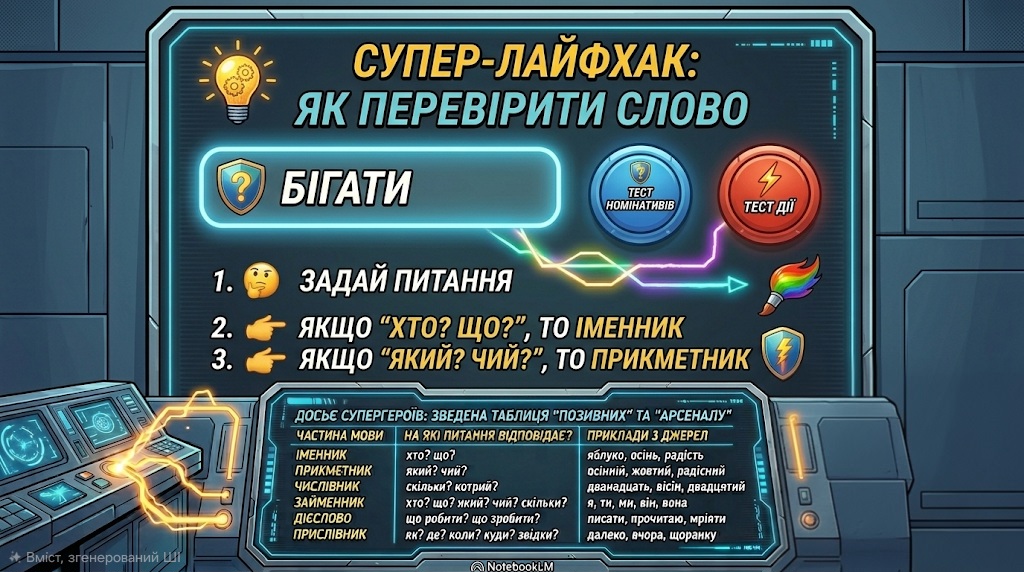 СУПЕР-ЛАЙФХАК:
ЯК ПЕРЕВІРИТИ СЛОВО
БІГАТИ
ТЕСТ НОМІНАТИВІВ
ТЕСТ ДІЇ
1. ЗАДАЙ ПИТАННЯ
2. ЯКЩО “ХТО? ЩО?”, ТО ІМЕННИК
3. ЯКЩО “ЯКИЙ? ЧИЙ?”, ТО ПРИКМЕТНИК
ДОСЬЄ СУПЕРГЕРОЇВ: ЗВЕДЕНА ТАБЛИЦЯ "ПОЗИВНИХ" ТА "АРСЕНАЛУ"
ЧАСТИНА МОВИ НА ЯКІ ПИТАННЯ ВІДПОВІДАЄ? ПРИКЛАДИ З ДЖЕРЕЛ
ІМЕННИК хто? що? яблуко, осінь, радість
ПРИКМЕТНИК який? чий? осінній, жовтий, радісний
ЧИСЛІВНИК скільки? котрий? дванадцать, вісін, двадцятий
ЗАЙМЕННИК хто? що? який? чий? скільки? я, ти, ми, він, вона
ДІЄСЛОВО що робити? що зробити? писати, прочитаю, мріяти
ПРИСЛІВНИК як? де? коли? куди? звідки? далеко, вчора, щоранку
Вміст, згенерований ШІ
NotebookLM